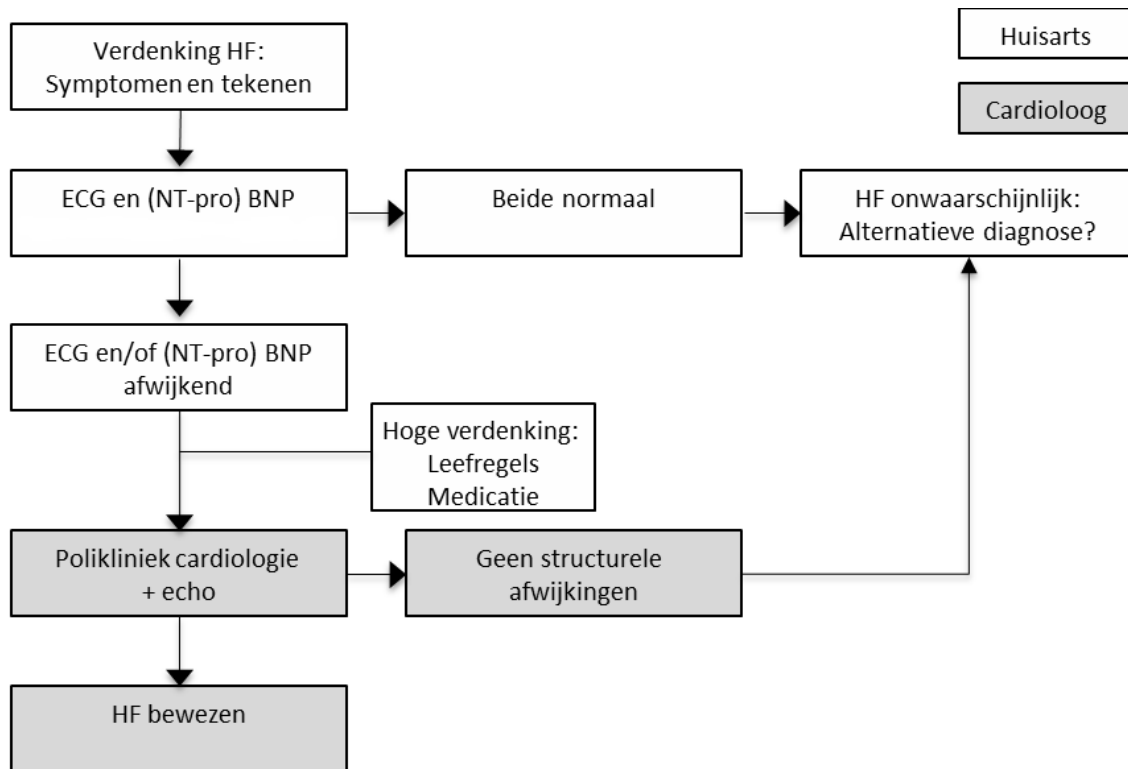 Verdenking HF:
Symptomen en tekenen
Huisarts
Cardioloog
ECG en (NT-pro) BNP
Beide normaal
HF onwaarschijnlijk:
Alternatieve diagnose?
ECG en/of (NT-pro) BNP
afwijkend
Hoge verdenking:
Leefregels
Medicatie
Polikliniek cardiologie
+ echo
Geen structurele
afwijkingen
HF bewezen